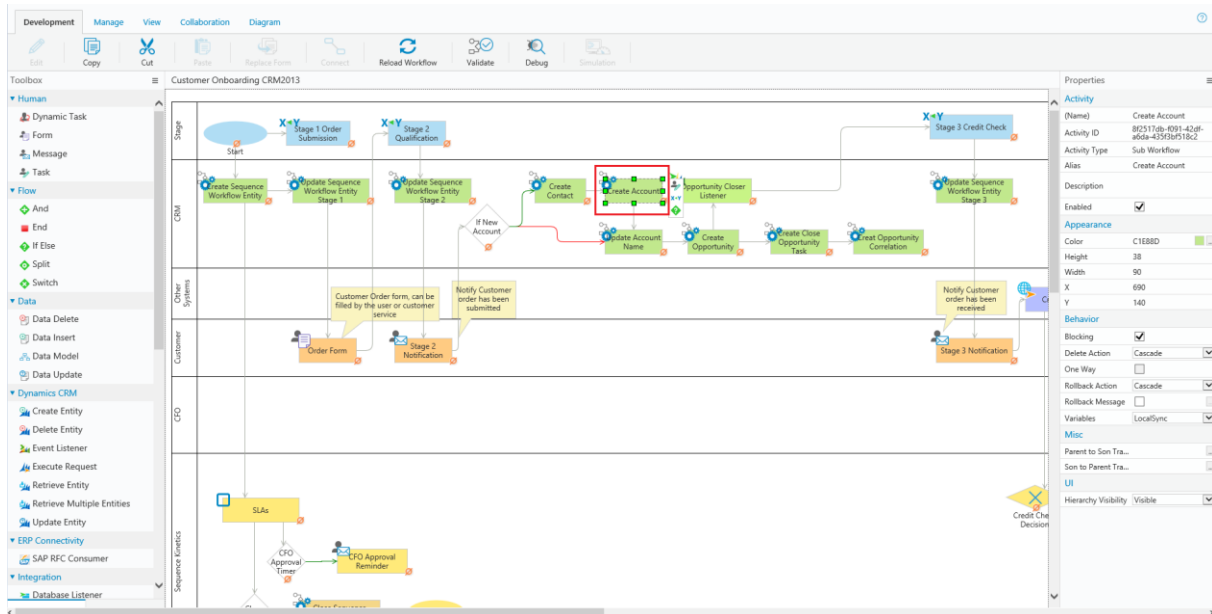 Development Manage View Collaboration Diagram
Edit Copy Cut Paste Replace Form Connect Reload Workflow Validate Debug Simulation
Toolbox
Human
Dynamic Task
Form
Message
Task
Flow
And
End
If Else
Split
Switch
Data
Data Delete
Data Insert
Data Model
Data Update
Dynamics CRM
Create Entity
Delete Entity
Event Listener
Execute Request
Retrieve Entity
Retrieve Multiple Entities
Update Entity
ERP Connectivity
SAP RFC Consumer
Integration
Database Listener
Customer Onboarding CRM2013
Stage
Start
Stage 1 Order
Submission
Stage 2
Qualification
Stage 3 Credit Check
CRM
Create Sequence
Workflow Entity
Update Sequence
Workflow Entity
Stage 1
Update Sequence
Workflow Entity
Stage 2
If New
Account
Create
Contact
Create Account
Opportunity Closer
Listener
Update Sequence
Workflow Entity
Stage 3
Update Account
Name
Create
Opportunity
Create Close
Opportunity
Task
Creat Opportunity
Correlation
Other
Systems
Customer Order form, can be
filled by the user or customer
service
Notify Customer
order has been
submitted
Notify Customer
order has been
received
Customer
Order Form
Stage 2
Notification
Stage 3 Notification
CFO
Sequence Kinetics
SLAs
CFO
Approval
Timer
CFO Approval
Reminder
Credit Che
Decision
Properties
Activity
(Name) Create Account
Activity ID 8f2517db-f091-42df-
a6da-435f3bf518c2
Activity Type Sub Workflow
Alias Create Account
Description
Enabled
Appearance
Color C1E88D
Height 38
Width 90
X 690
Y 140
Behavior
Blocking
Delete Action Cascade
One Way
Rollback Action Cascade
Rollback Message
Variables LocalSync
Misc
Parent to Son Tra...
Son to Parent Tra...
UI
Hierarchy Visibility Visible